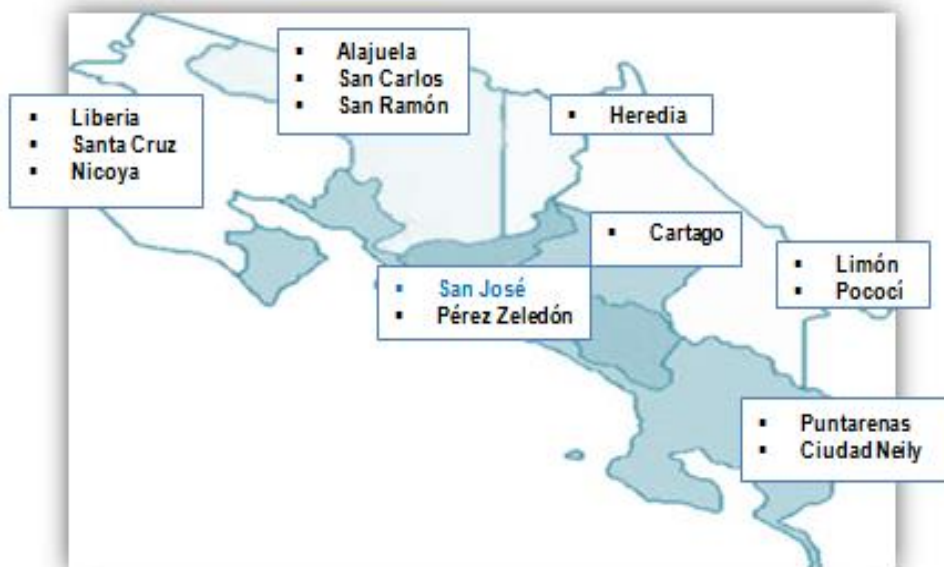 ▪ Alajuela
▪ San Carlos
▪ San Ramón
▪ Liberia
▪ Santa Cruz
▪ Nicoya
▪ Heredia
▪ Cartago
▪ San José
▪ Pérez Zeledón
▪ Limón
▪ Pococí
▪ Puntarenas
▪ Ciudad Neily